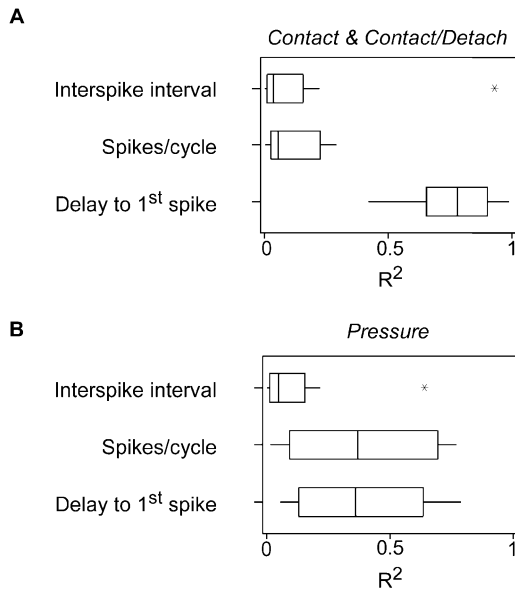 A
Contact & Contact/Detach
Interspike interval
*
Spikes/cycle
Delay to 1st spike
0 0.5 1
R2
B
Pressure
Interspike interval
*
Spikes/cycle
Delay to 1st spike
0 0.5 1
R2